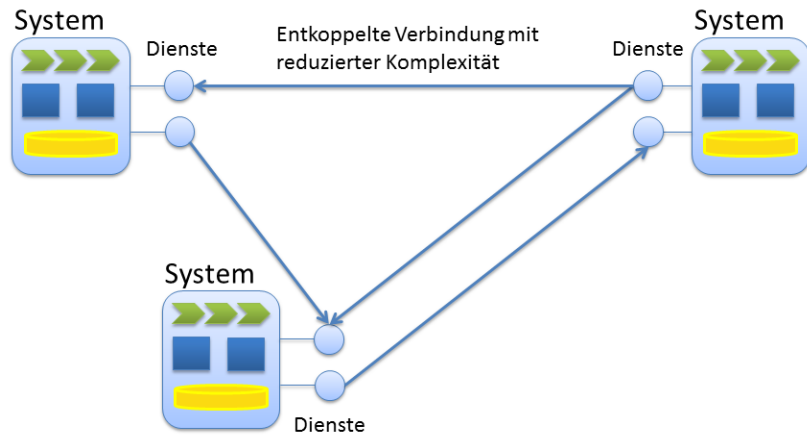 System
System
Dienste
Entkoppelte Verbindung mit
reduzierter Komplexität
Dienste
System
Dienste